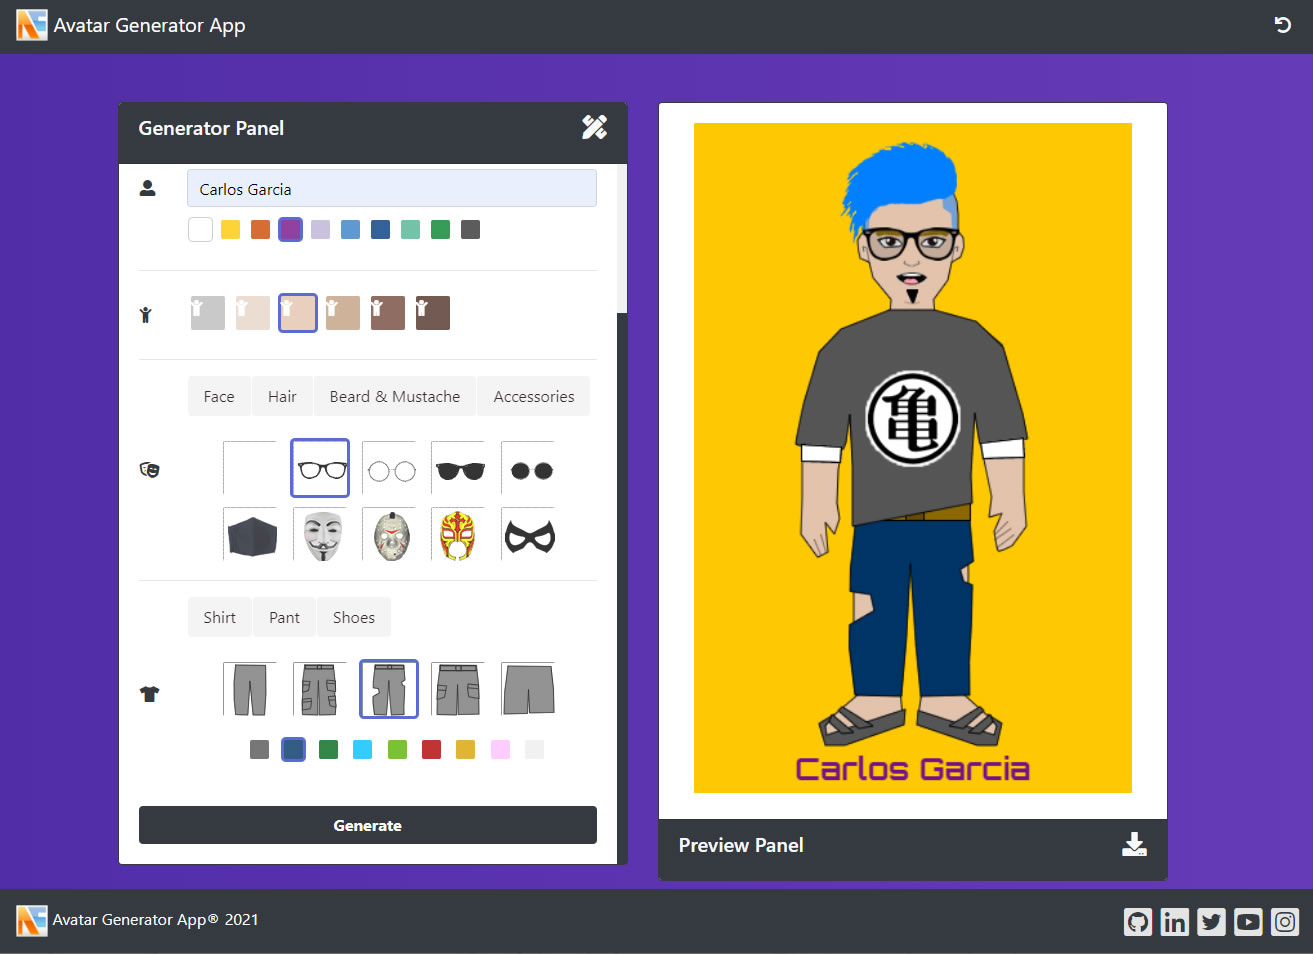 Avatar Generator App
Generator Panel
Carlos Garcia
Face Hair Beard & Mustache Accessories
Shirt Pant Shoes
Generate
亀
Carlos Garcia
Preview Panel
Avatar Generator App® 2021